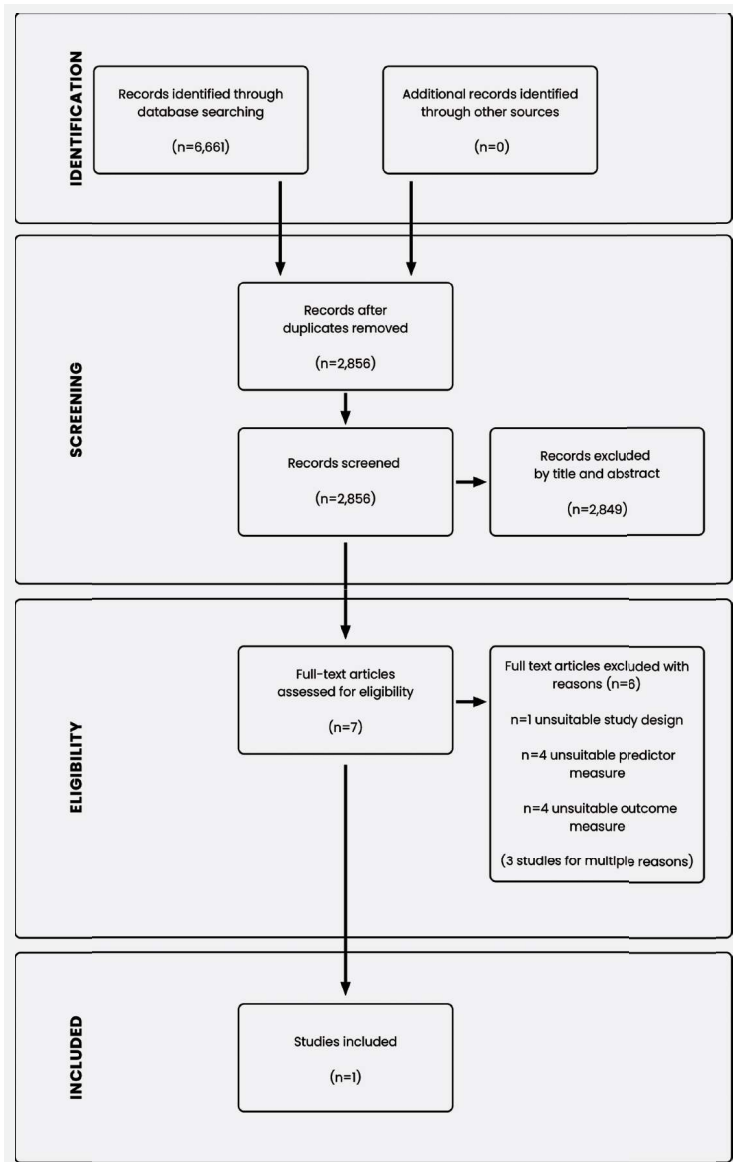 IDENTIFICATION
Records identified through
database searching
(n=6,661)
Additional records identified
through other sources
(n=0)
SCREENING
Records after
duplicates removed
(n=2,856)
Records screened
(n=2,856)
Records excluded
by title and abstract
(n=2,849)
ELIGIBILITY
Full-text articles
assessed for eligibility
(n=7)
Full text articles excluded with
reasons (n=6)
n=1 unsuitable study design
n=4 unsuitable predictor
measure
n=4 unsuitable outcome
measure
(3 studies for multiple reasons)
INCLUDED
Studies included
(n=1)